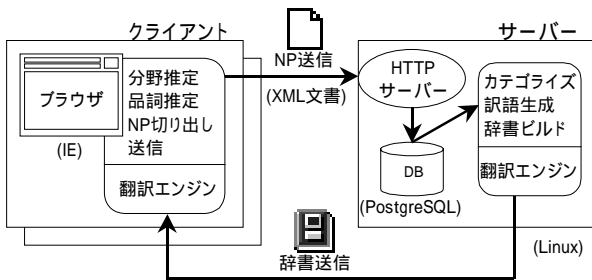 クライアント
ブラウザ
(IE)
分野推定
品詞推定
NP切り出し
送信
翻訳エンジン
NP送信
(XML文書)
サーバー
HTTP
サーバー
DB
(PostgreSQL)
カテゴライズ
訳語生成
辞書ビルド
翻訳エンジン
(Linux)
辞書送信